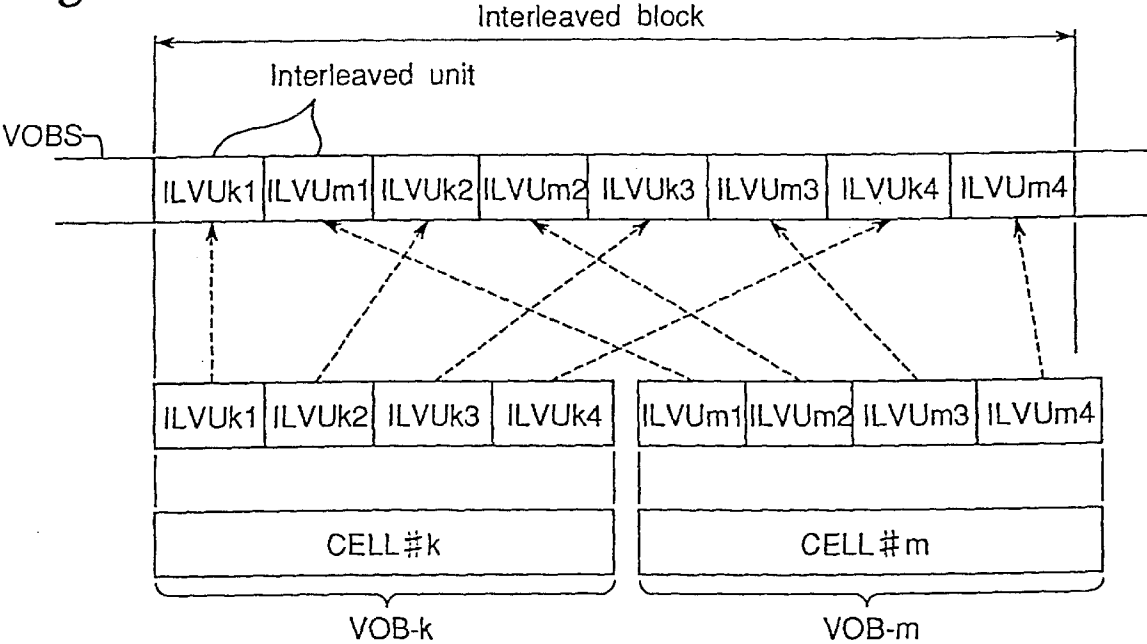 Interleaved block
Interleaved unit
VOBS
ILVUk1 ILVUm1 ILVUk2 ILVUm2 ILVUk3 ILVUm3 ILVUk4 ILVUm4
ILVUk1 ILVUk2 ILVUk3 ILVUk4 ILVUm1 ILVUm2 ILVUm3 ILVUm4
CELL#k CELL#m
VOB-k VOB-m